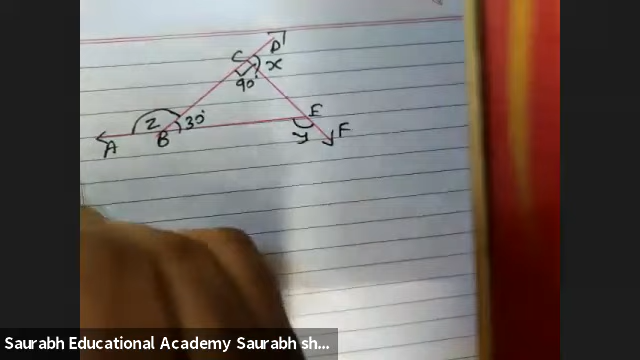 C D
x
90°
Z 30°
E
A B
y F
Saurabh Educational Academy Saurabh sh...